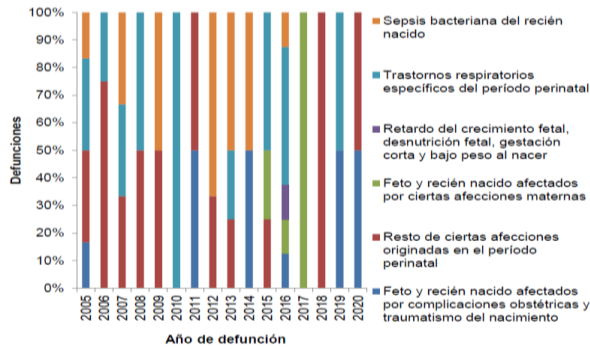 100%
90%
80%
70%
60%
50%
40%
30%
20%
10%
0%
Defunciones
2005
2006
2007
2008
2009
2010
2011
2012
2013
2014
2015
2016
2017
2018
2019
2020
Año de defunción
Sepsis bacteriana del recién
nacido
Trastornos respiratorios
específicos del período perinatal
Retardo del crecimiento fetal,
desnutrición fetal, gestación
corta y bajo peso al nacer
Feto y recién nacido afectados
por ciertas afecciones maternas
Resto de ciertas afecciones
originadas en el período
perinatal
Feto y recién nacido afectados
por complicaciones obstétricas y
traumatismo del nacimiento